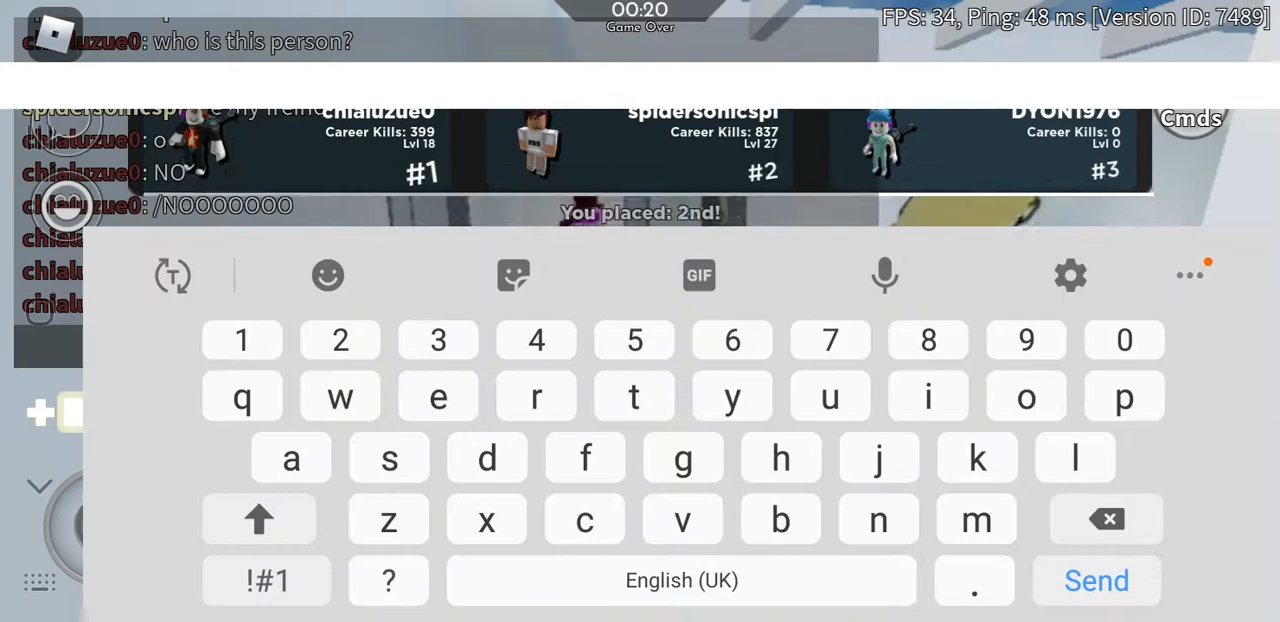 00:20
Game Over
FPS: 34, Ping: 48 ms [Version ID: 7489]
chialuzue0: who is this person?
chialuzue0
Career Kills: 399
Lvl 18
#1
spidersonicspi
Career Kills: 837
Lvl 27
#2
DYON1976
Career Kills: 0
Lvl 0
#3
Cmds
chialuzue0: o
chialuzue0: NO
chialuzue0: /NOOOOOOO
You placed: 2nd!
GIF
1 2 3 4 5 6 7 8 9 0
q w e r t y u i o p
a s d f g h j k l
z x c v b n m
!#1 ? English (UK) . Send